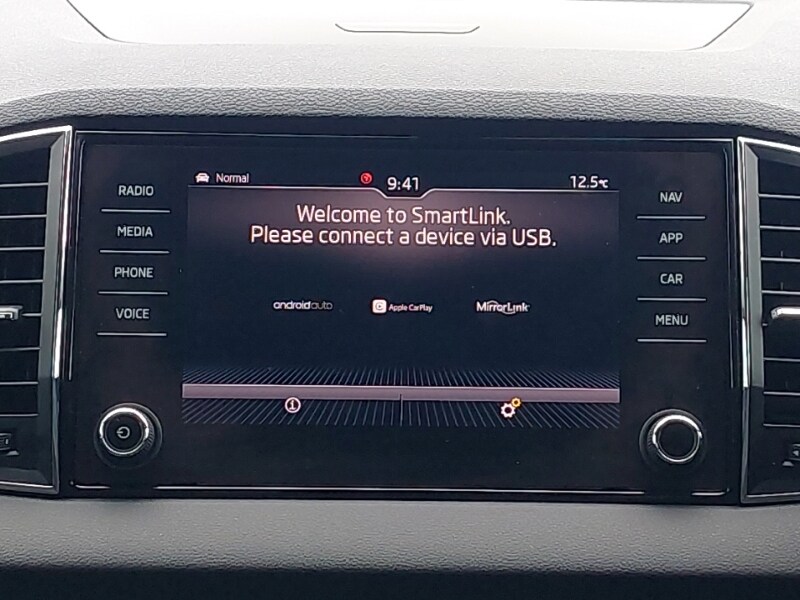 Normal
9:41
12.5°C
Welcome to SmartLink.
Please connect a device via USB.
androidauto
Apple CarPlay
MirrorLink
RADIO
MEDIA
PHONE
VOICE
NAV
APP
CAR
MENU